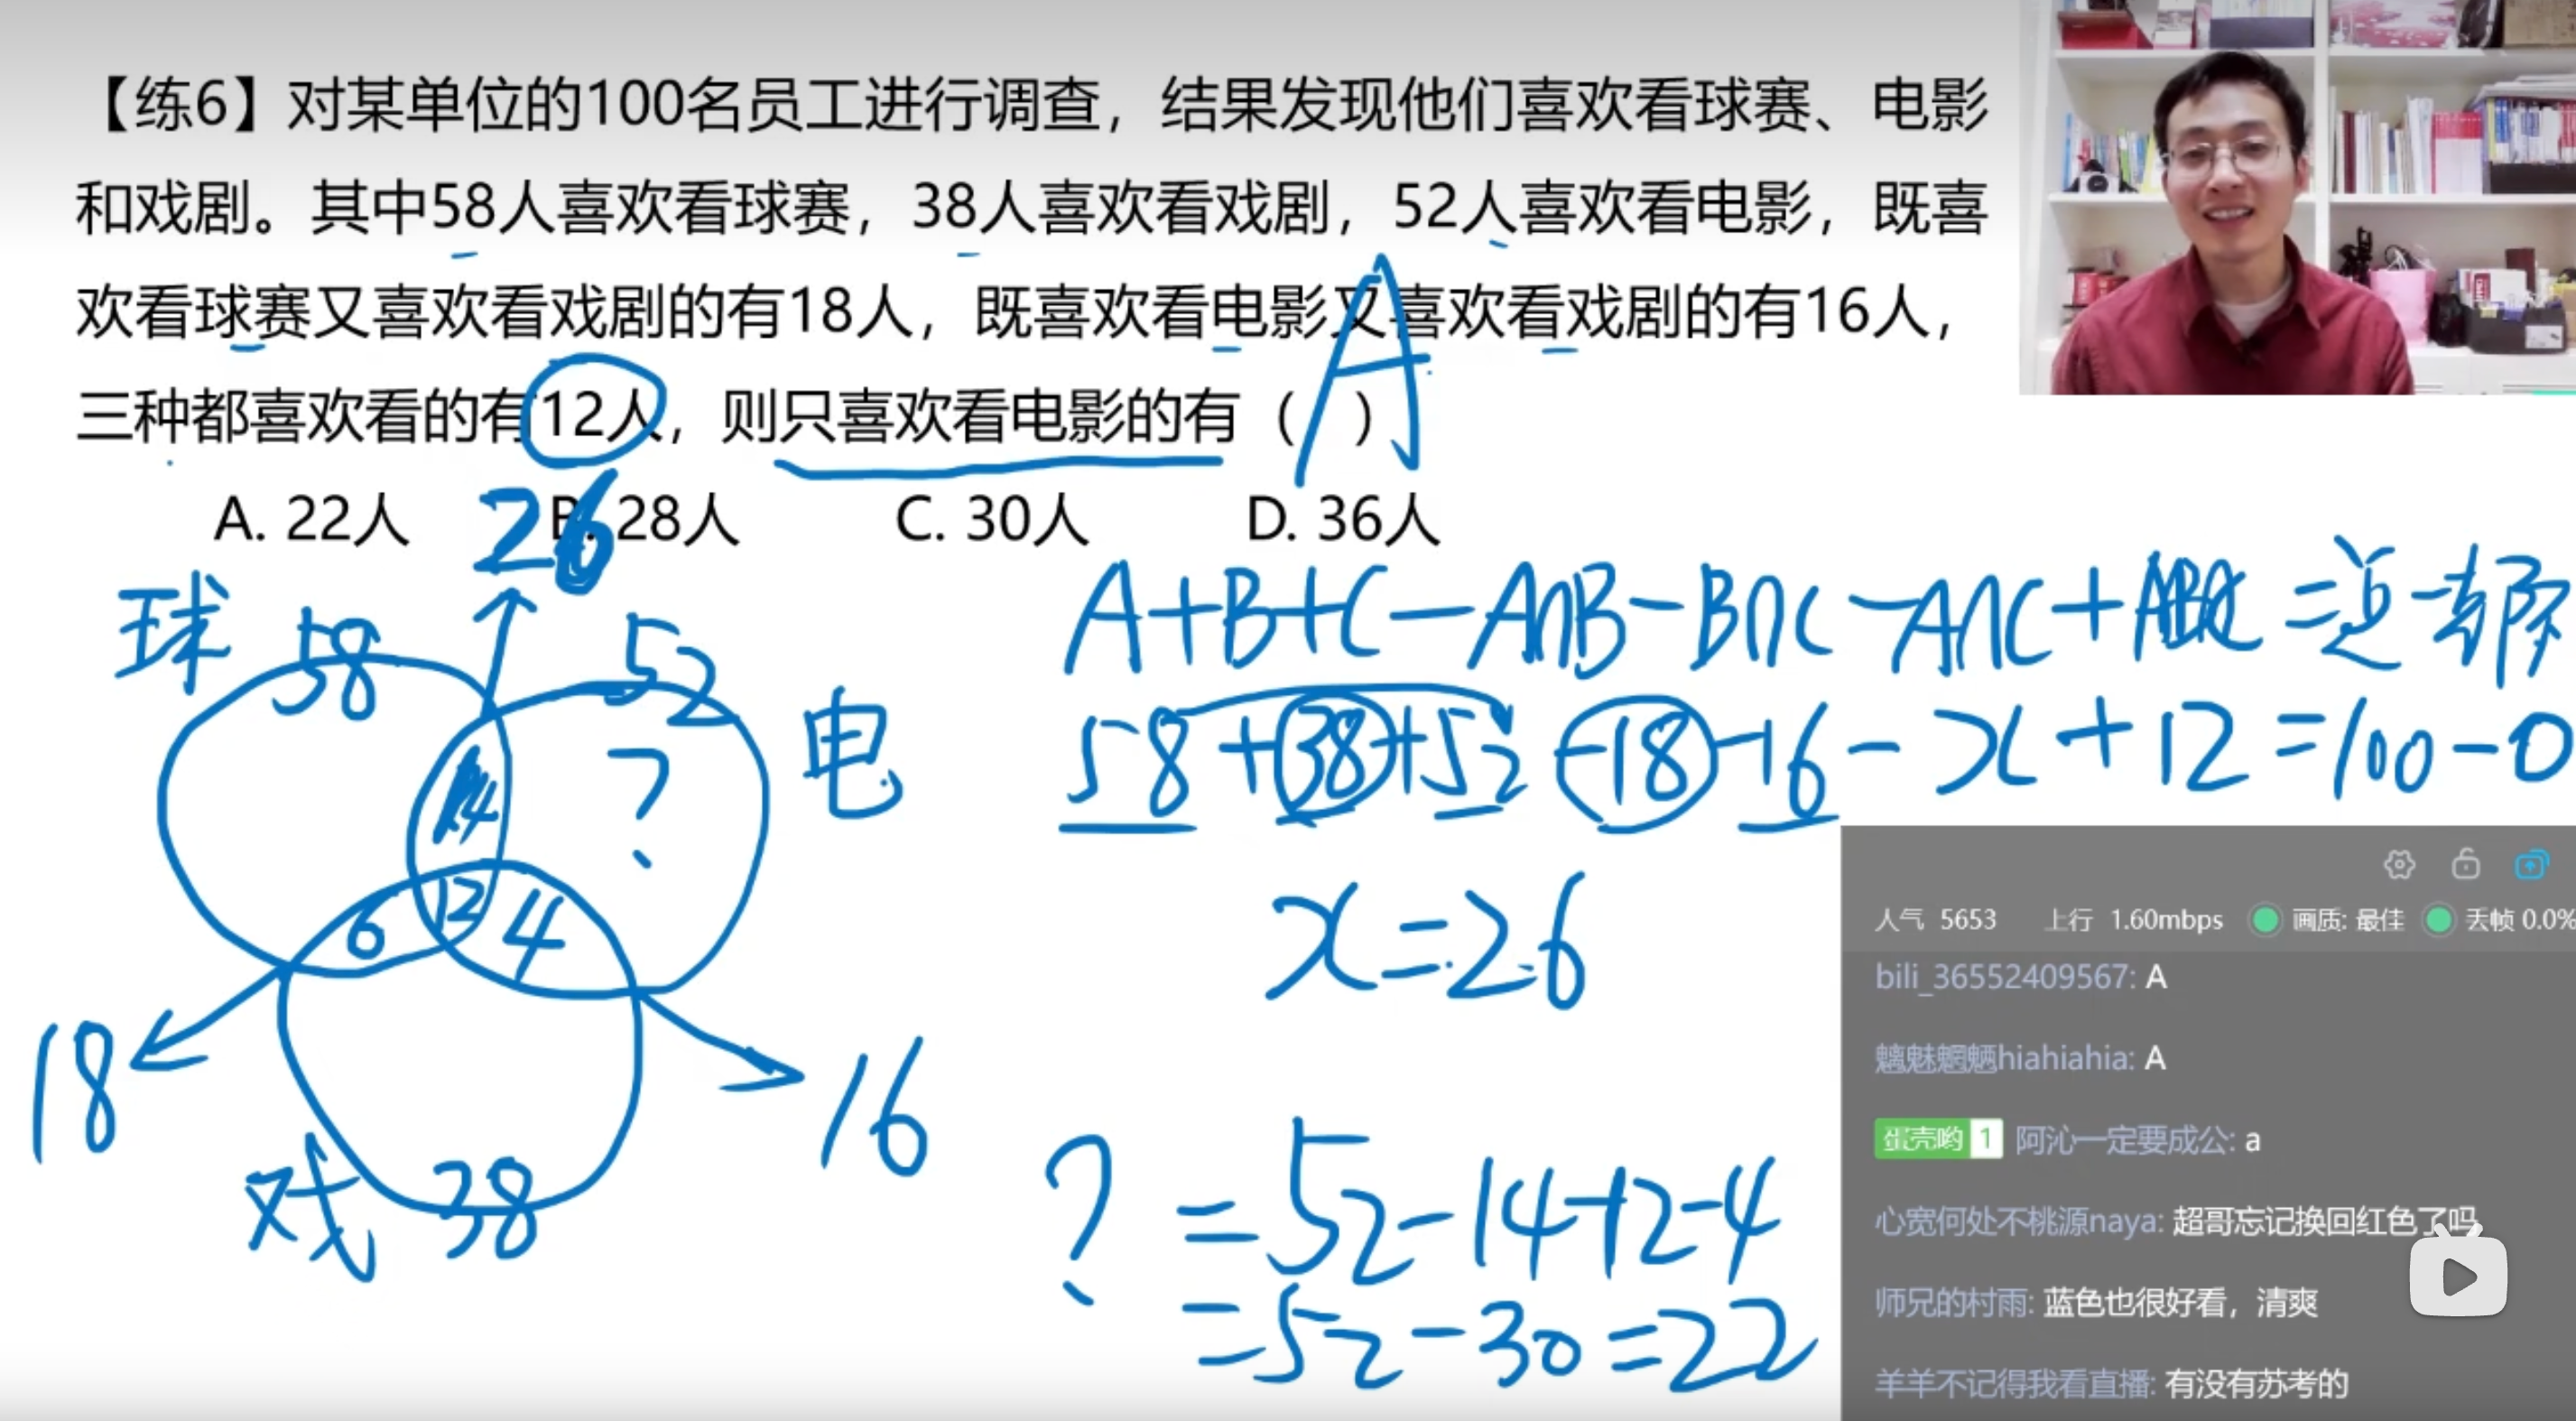 【练6】对某单位的100名员工进行调查，结果发现他们喜欢看球赛、电影
和戏剧。其中58人喜欢看球赛，38人喜欢看戏剧，52人喜欢看电影，既喜
欢看球赛又喜欢看戏剧的有18人，既喜欢看电影又喜欢看戏剧的有16人，
三种都喜欢看的有12人，则只喜欢看电影的有（ ）
A
A. 22人 B. 28人 C. 30人 D. 36人
26
球 58 52 电
14 ?
6 12 4
18 16
戏 38
A+B+C-A∩B-B∩C-A∩C+ABC=总-都不
58+38+52-18-16-x+12=100-0
x=26
?=52-14-12-4
=52-30=22
人气 5653 上行 1.60mbps 画质: 最佳 丢帧 0.0%
bili_36552409567: A
魑魅魍魉hiahiahia: A
蛋壳哟 1 阿沁一定要成公: a
心宽何处不桃源naya: 超哥忘记换回红色了吗
师兄的村雨: 蓝色也很好看，清爽
羊羊不记得我看直播: 有没有苏考的